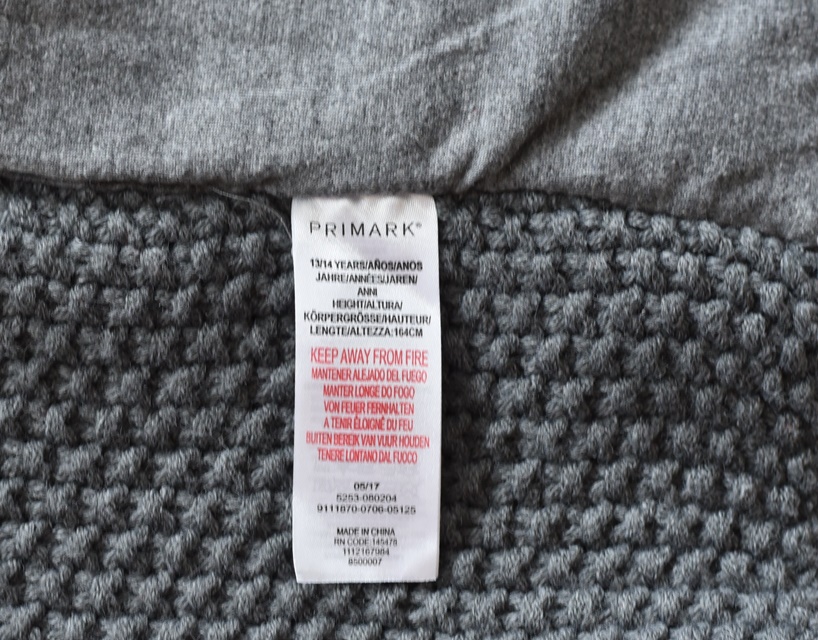 PRIMARK®
13/14 YEARS/AÑOS/ANOS
JAHRE/ANNÉES/JAREN/
ANNI
HEIGHT/ALTURA/
KÖRPERGRÖSSE/HAUTEUR/
LENGTE/ALTEZZA:164CM
KEEP AWAY FROM FIRE
MANTENER ALEJADO DEL FUEGO
MANTER LONGE DO FOGO
VON FEUER FERNHALTEN
A TENIR ÉLOIGNÉ DU FEU
BUITEN BEREIK VAN VUUR HOUDEN
TENERE LONTANO DAL FUOCO
05/17
5253-080204
9111870-0706-05125
MADE IN CHINA
RN CODE:145478
1112167984
8500007